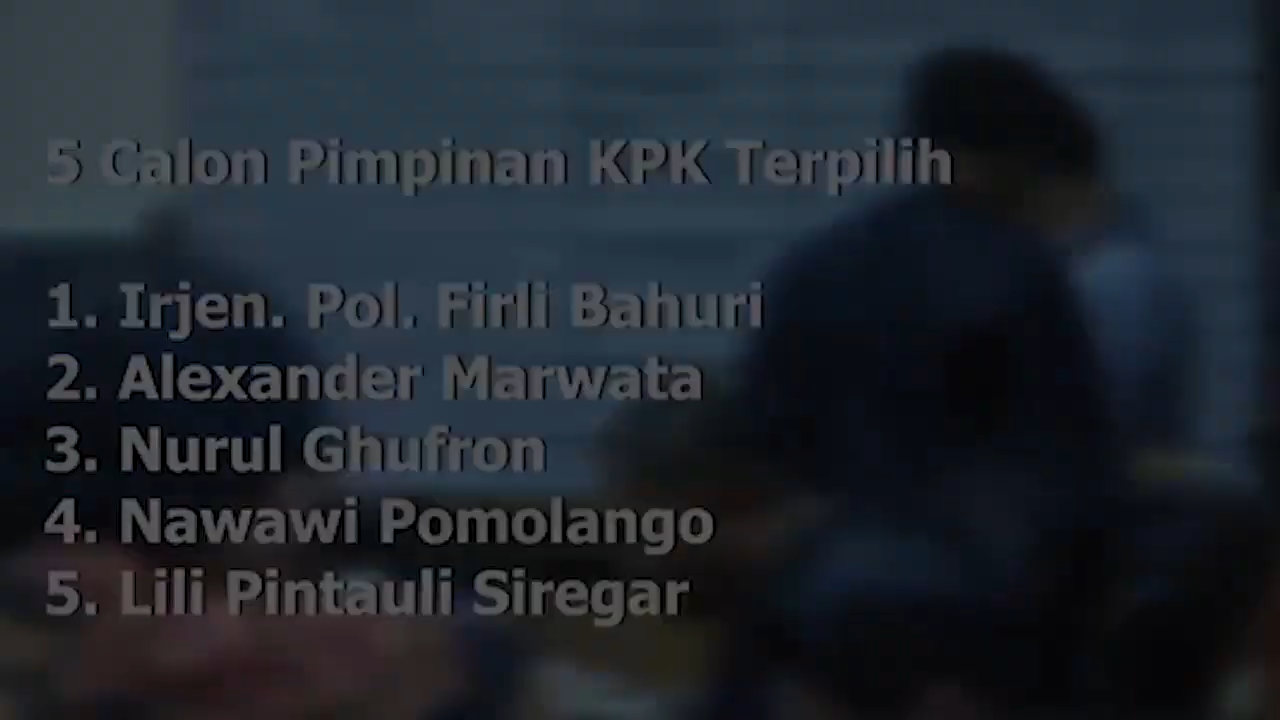 5 Calon Pimpinan KPK Terpilih
1. Irjen. Pol. Firli Bahuri
2. Alexander Marwata
3. Nurul Ghufron
4. Nawawi Pomolango
5. Lili Pintauli Siregar